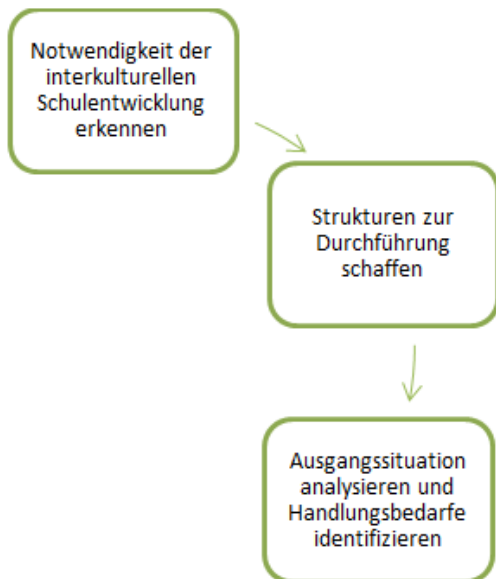 Notwendigkeit der
interkulturellen
Schulentwicklung
erkennen
Strukturen zur
Durchführung
schaffen
Ausgangssituation
analysieren und
Handlungsbedarfe
identifizieren